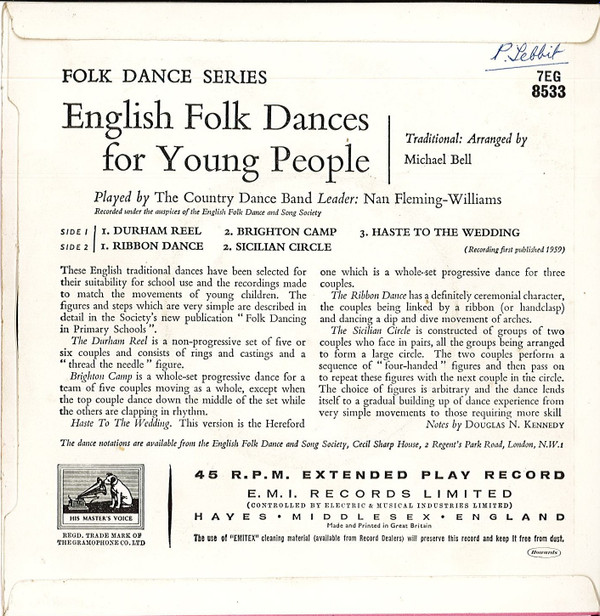 P. Lebbit
FOLK DANCE SERIES
7EG
8533
English Folk Dances
for Young People
Traditional: Arranged by
Michael Bell
Played by The Country Dance Band Leader: Nan Fleming-Williams
Recorded under the auspices of the English Folk Dance and Song Society
SIDE 1 1. DURHAM REEL 2. BRIGHTON CAMP 3. HASTE TO THE WEDDING
SIDE 2 1. RIBBON DANCE 2. SICILIAN CIRCLE (Recording first published 1959)
These English traditional dances have been selected for
their suitability for school use and the recordings made
to match the movements of young children. The
figures and steps which are very simple are described in
detail in the Society's new publication " Folk Dancing
in Primary Schools ".
The Durham Reel is a non-progressive set of five or
six couples and consists of rings and castings and a
" thread the needle " figure.
Brighton Camp is a whole-set progressive dance for a
team of five couples moving as a whole, except when
the top couple dance down the middle of the set while
the others are clapping in rhythm.
Haste To The Wedding. This version is the Hereford
one which is a whole-set progressive dance for three
couples.
The Ribbon Dance has a definitely ceremonial character,
the couples being linked by a ribbon (or handclasp)
and dancing a dip and dive movement of arches.
The Sicilian Circle is constructed of groups of two
couples who face in pairs, all the groups being arranged
to form a large circle. The two couples perform a
sequence of " four-handed " figures and then pass on
to repeat these figures with the next couple in the circle.
The choice of figures is arbitrary and the dance lends
itself to a gradual building up of dance experience from
very simple movements to those requiring more skill
Notes by DOUGLAS N. KENNEDY
The dance notations are available from the English Folk Dance and Song Society, Cecil Sharp House, 2 Regent's Park Road, London, N.W.1
HIS MASTER'S VOICE
REGD. TRADE MARK OF
THE GRAMOPHONE CO. LTD
45 R.P.M. EXTENDED PLAY RECORD
E.M.I. RECORDS LIMITED
(CONTROLLED BY ELECTRIC & MUSICAL INDUSTRIES LIMITED)
HAYES · MIDDLESEX · ENGLAND
Made and Printed in Great Britain
The use of "EMITEX" cleaning material (available from Record Dealers) will preserve this record and keep it free from dust.